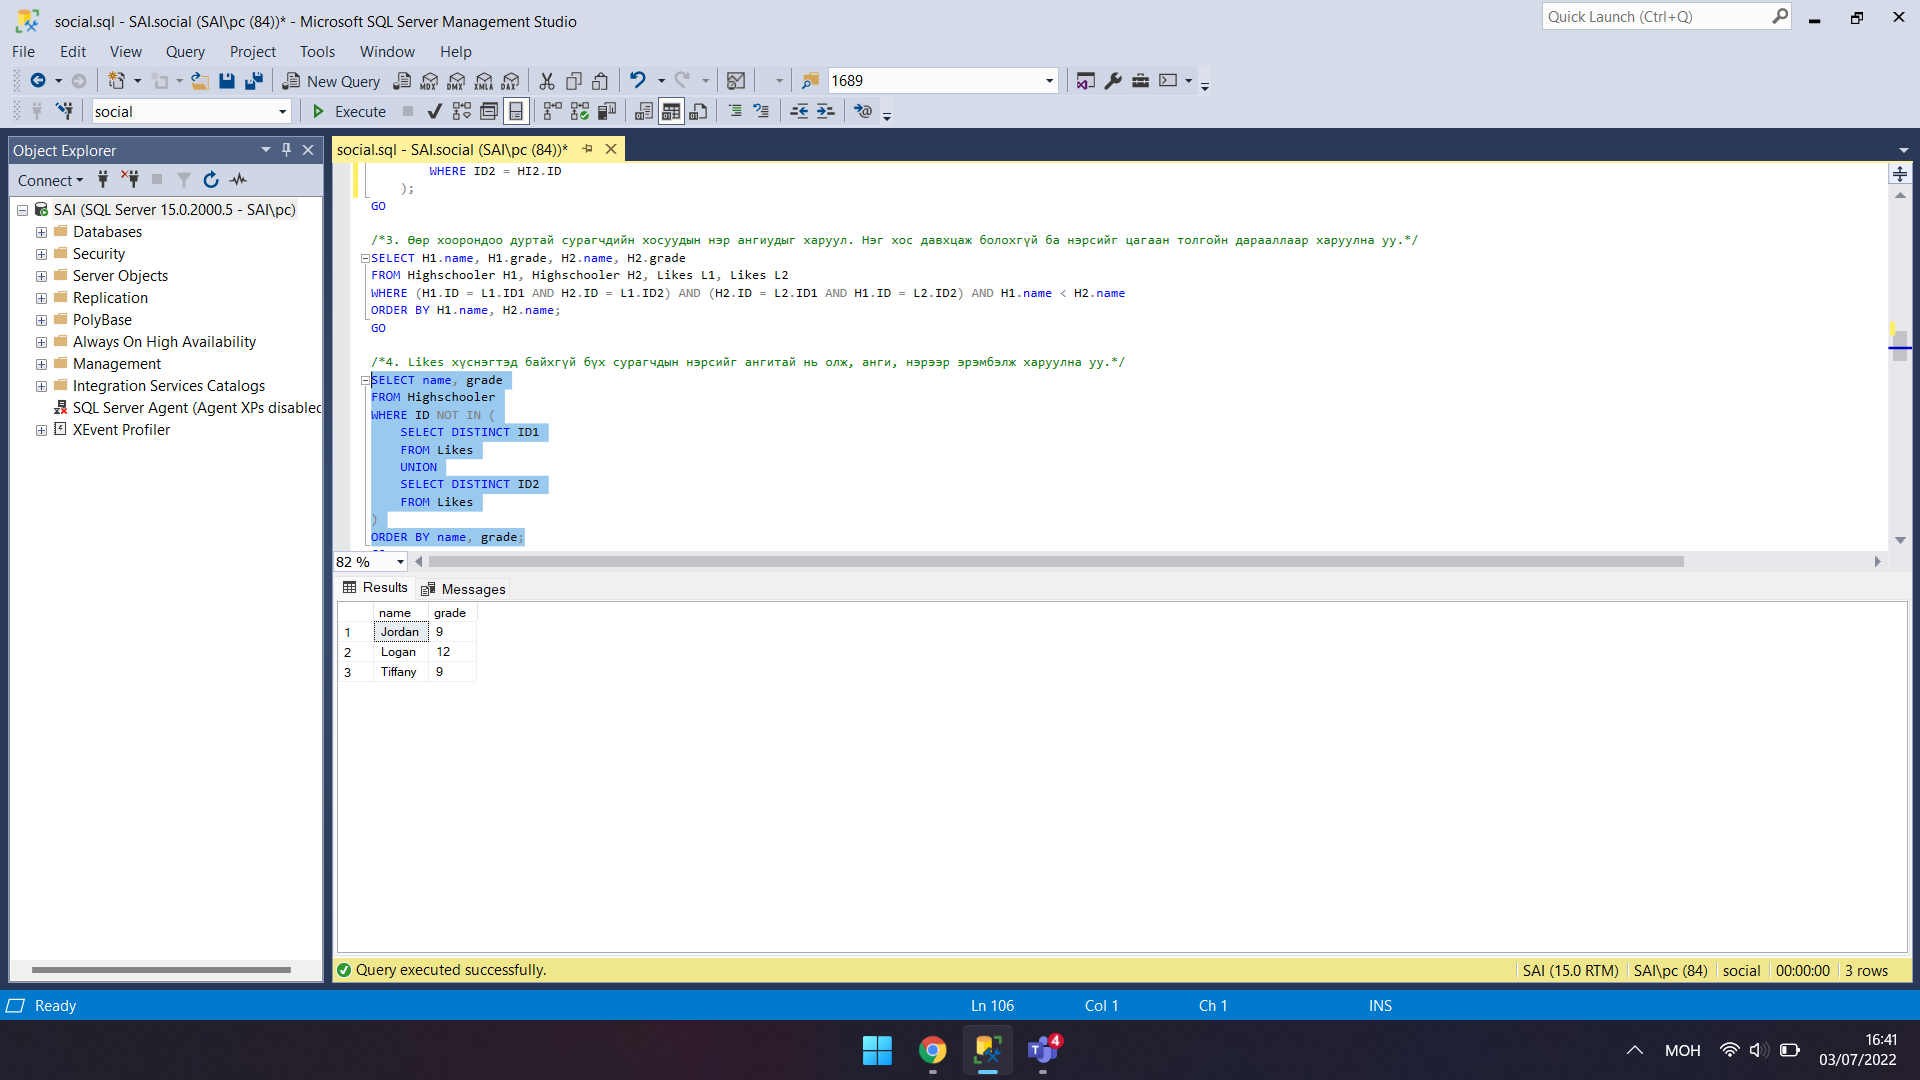 social.sql - SAI.social (SAI\pc (84))* - Microsoft SQL Server Management Studio
Quick Launch (Ctrl+Q)
File Edit View Query Project Tools Window Help
New Query MDX DMX XMLA DAX 1689
social Execute
Object Explorer
Connect
SAI (SQL Server 15.0.2000.5 - SAI\pc)
Databases
Security
Server Objects
Replication
PolyBase
Always On High Availability
Management
Integration Services Catalogs
SQL Server Agent (Agent XPs disabled
XEvent Profiler
social.sql - SAI.social (SAI\pc (84))*
WHERE ID2 = HI2.ID
);
GO
/*3. Өөр хоорондоо дуртай сурагчдийн хосуудын нэр ангиудыг харуул. Нэг хос давхцаж болохгүй ба нэрсийг цагаан толгойн дарааллаар харуулна уу.*/
SELECT H1.name, H1.grade, H2.name, H2.grade
FROM Highschooler H1, Highschooler H2, Likes L1, Likes L2
WHERE (H1.ID = L1.ID1 AND H2.ID = L1.ID2) AND (H2.ID = L2.ID1 AND H1.ID = L2.ID2) AND H1.name < H2.name
ORDER BY H1.name, H2.name;
GO
/*4. Likes хүснэгтэд байхгүй бүх сурагчдын нэрсийг ангитай нь олж, анги, нэрээр эрэмбэлж харуулна уу.*/
SELECT name, grade
FROM Highschooler
WHERE ID NOT IN (
SELECT DISTINCT ID1
FROM Likes
UNION
SELECT DISTINCT ID2
FROM Likes
)
ORDER BY name, grade;
82 %
Results Messages
name grade
1 Jordan 9
2 Logan 12
3 Tiffany 9
Query executed successfully.
SAI (15.0 RTM) SAI\pc (84) social 00:00:00 3 rows
Ready Ln 106 Col 1 Ch 1 INS
4
МОН
16:41
03/07/2022